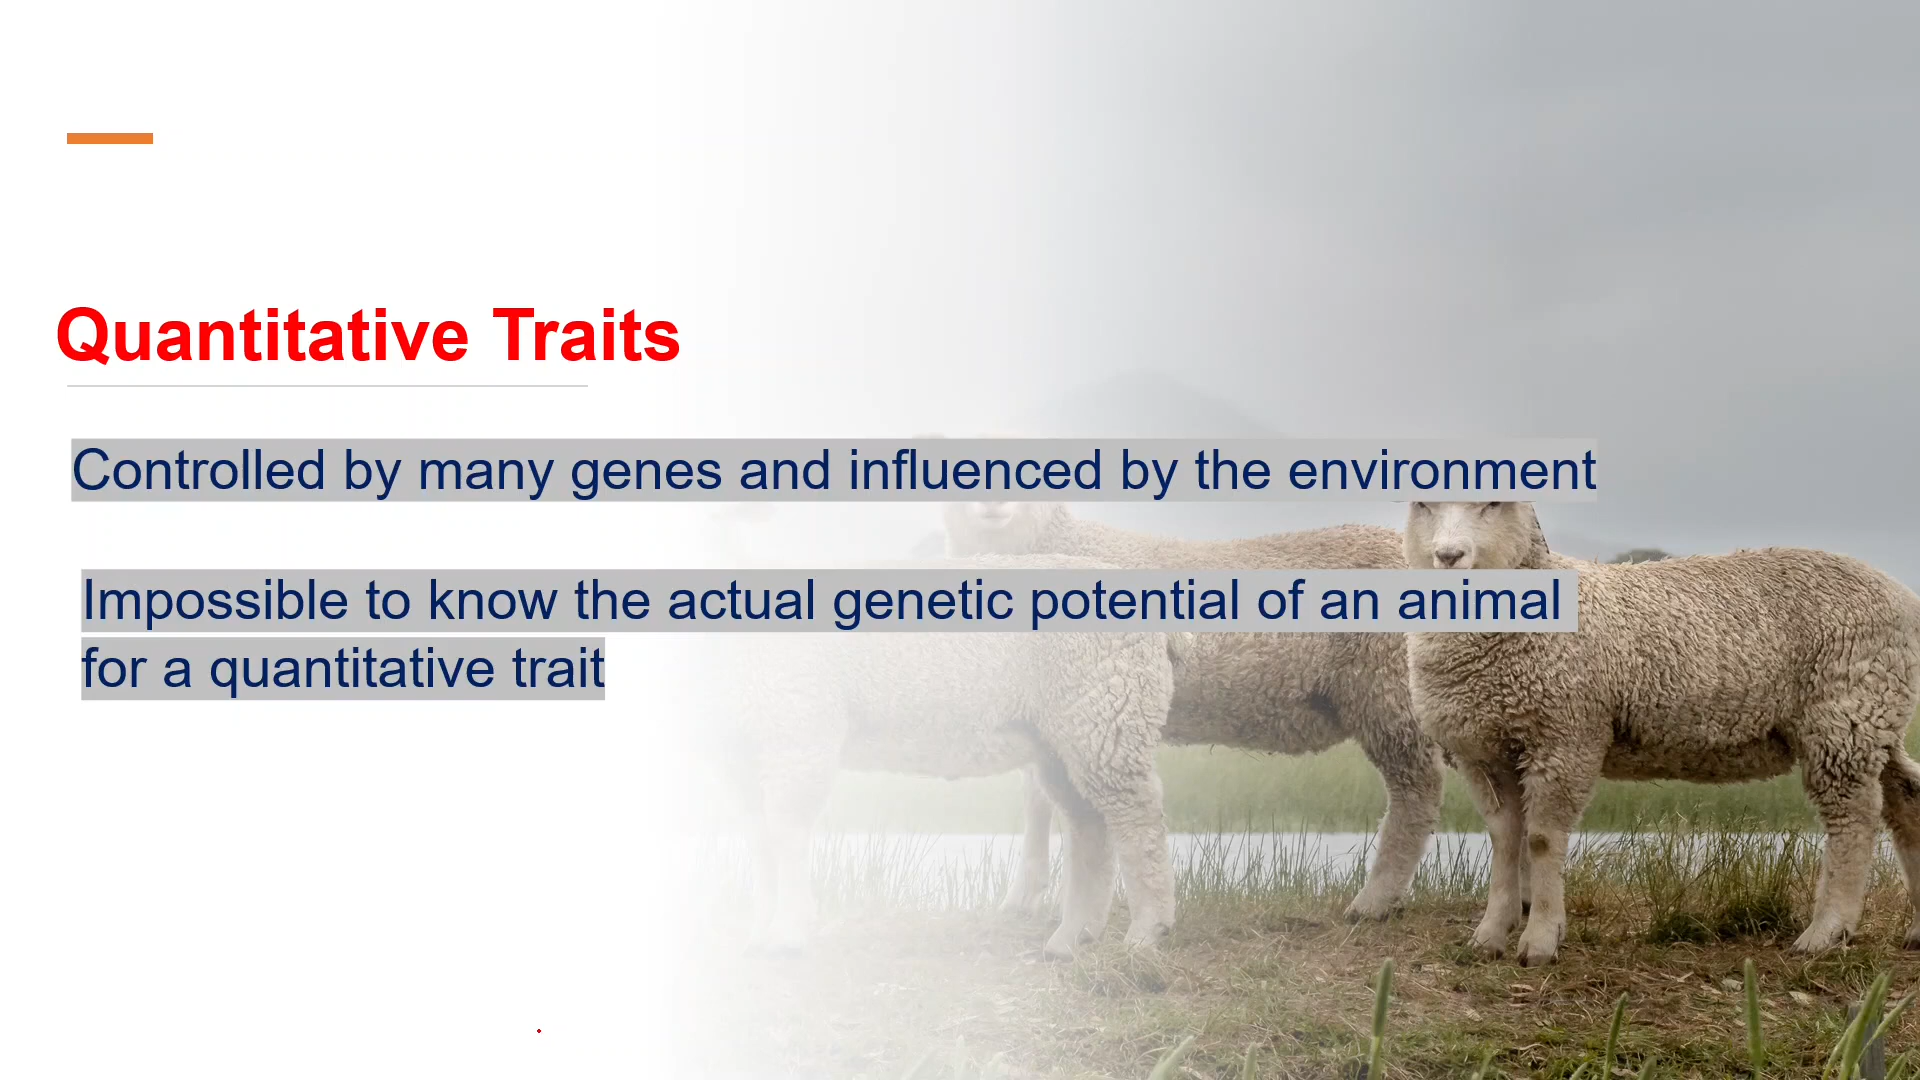 Quantitative Traits
Controlled by many genes and influenced by the environment
Impossible to know the actual genetic potential of an animal
for a quantitative trait